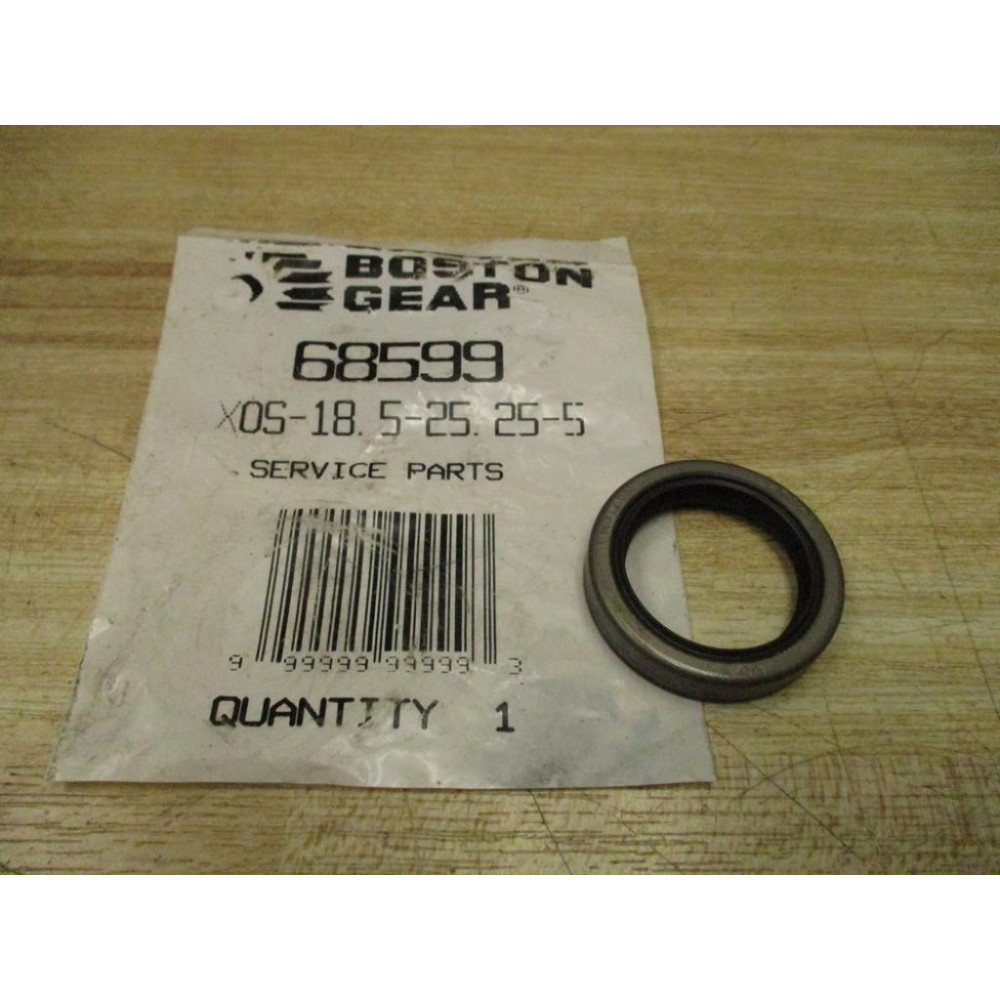 BOSTON
GEAR®
68599
XOS-18.5-25.25-5
SERVICE PARTS
9 99999 99999 3
QUANTITY 1